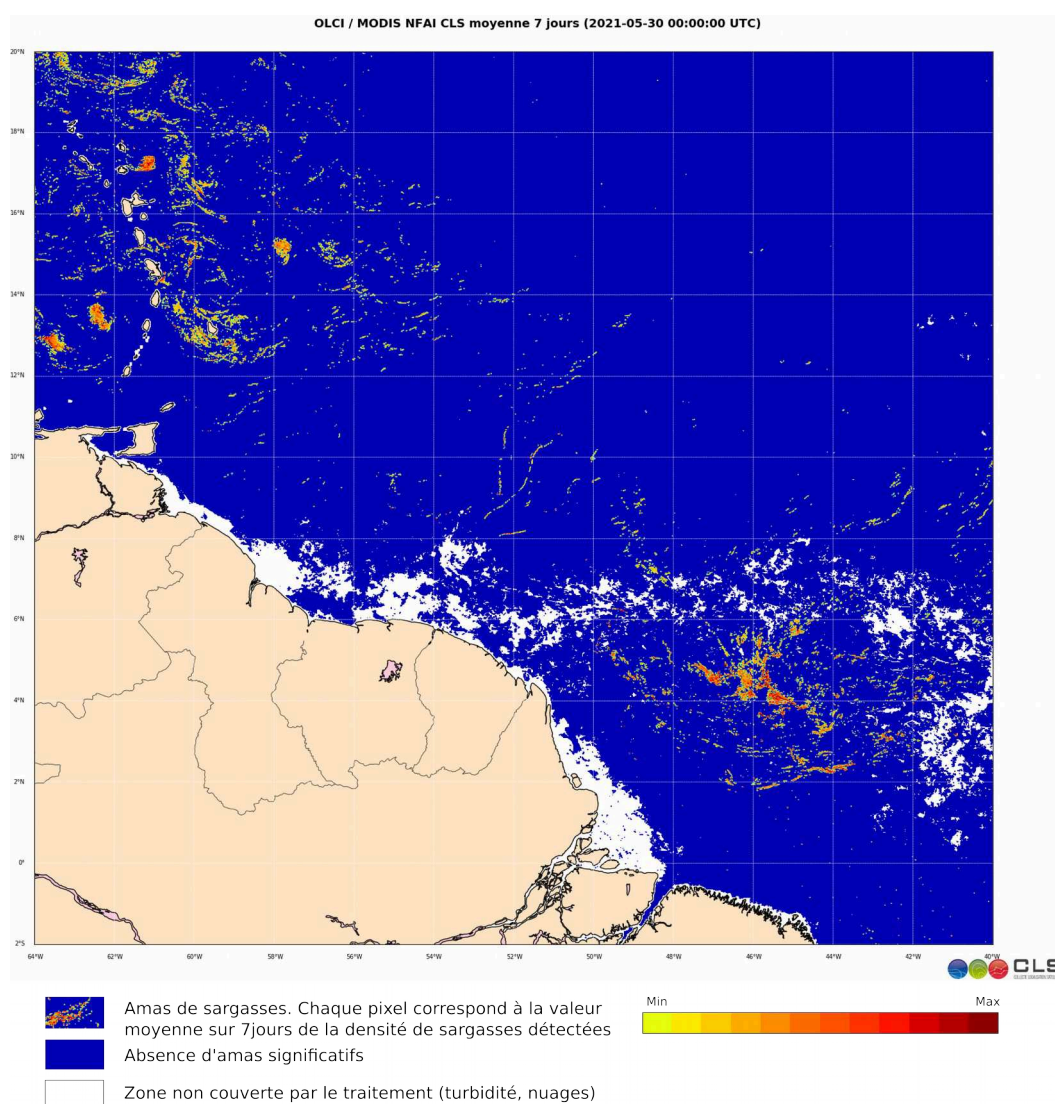 OLCI / MODIS NFAI CLS moyenne 7 jours (2021-05-30 00:00:00 UTC)
20°N
18°N
16°N
14°N
12°N
10°N
8°N
6°N
4°N
2°N
0°
2°S
64°W 62°W 60°W 58°W 56°W 54°W 52°W 50°W 48°W 46°W 44°W 42°W 40°W
CLS
Amas de sargasses. Chaque pixel correspond à la valeur
moyenne sur 7jours de la densité de sargasses détectées
Min Max
Absence d'amas significatifs
Zone non couverte par le traitement (turbidité, nuages)